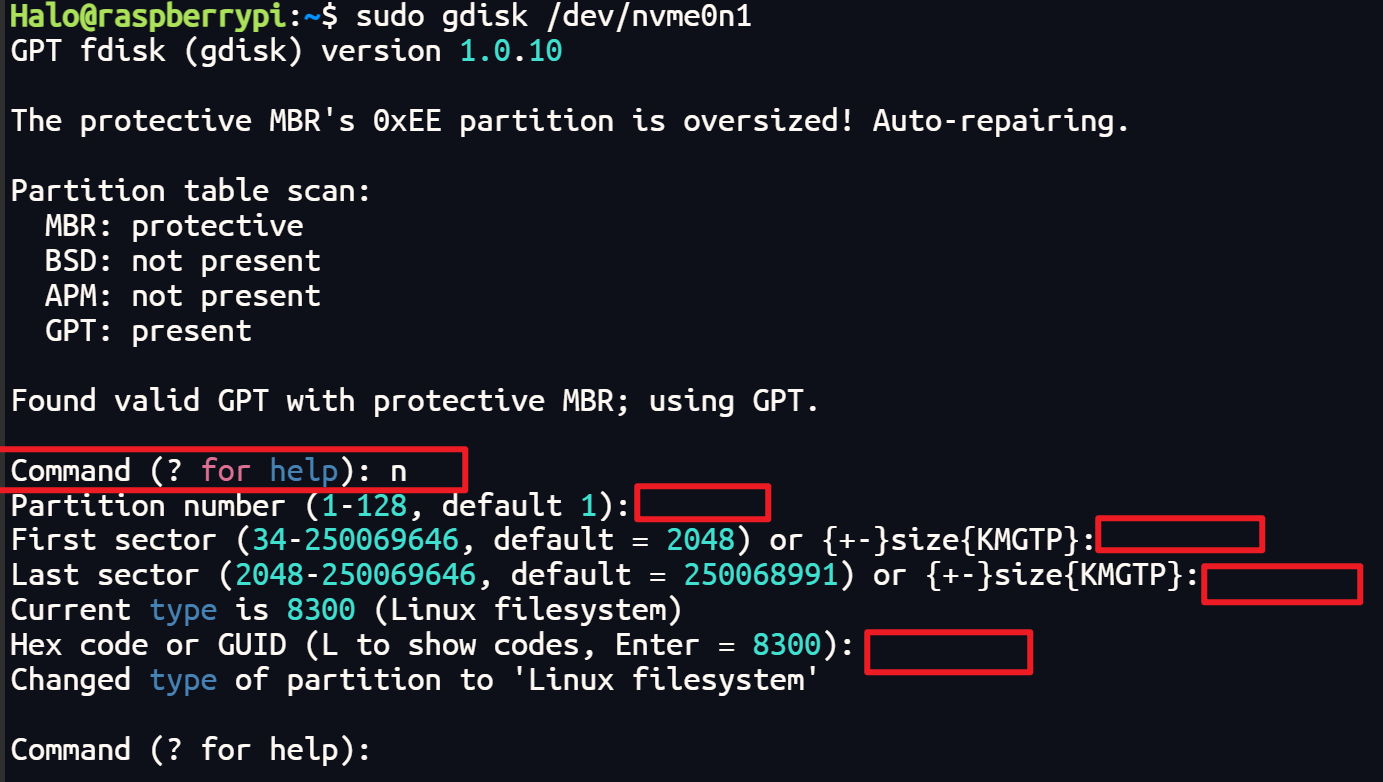 Halo@raspberrypi:~$ sudo gdisk /dev/nvme0n1
GPT fdisk (gdisk) version 1.0.10
The protective MBR's 0xEE partition is oversized! Auto-repairing.
Partition table scan:
MBR: protective
BSD: not present
APM: not present
GPT: present
Found valid GPT with protective MBR; using GPT.
Command (? for help): n
Partition number (1-128, default 1):
First sector (34-250069646, default = 2048) or {+-}size{KMGTP}:
Last sector (2048-250069646, default = 250068991) or {+-}size{KMGTP}:
Current type is 8300 (Linux filesystem)
Hex code or GUID (L to show codes, Enter = 8300):
Changed type of partition to 'Linux filesystem'
Command (? for help):